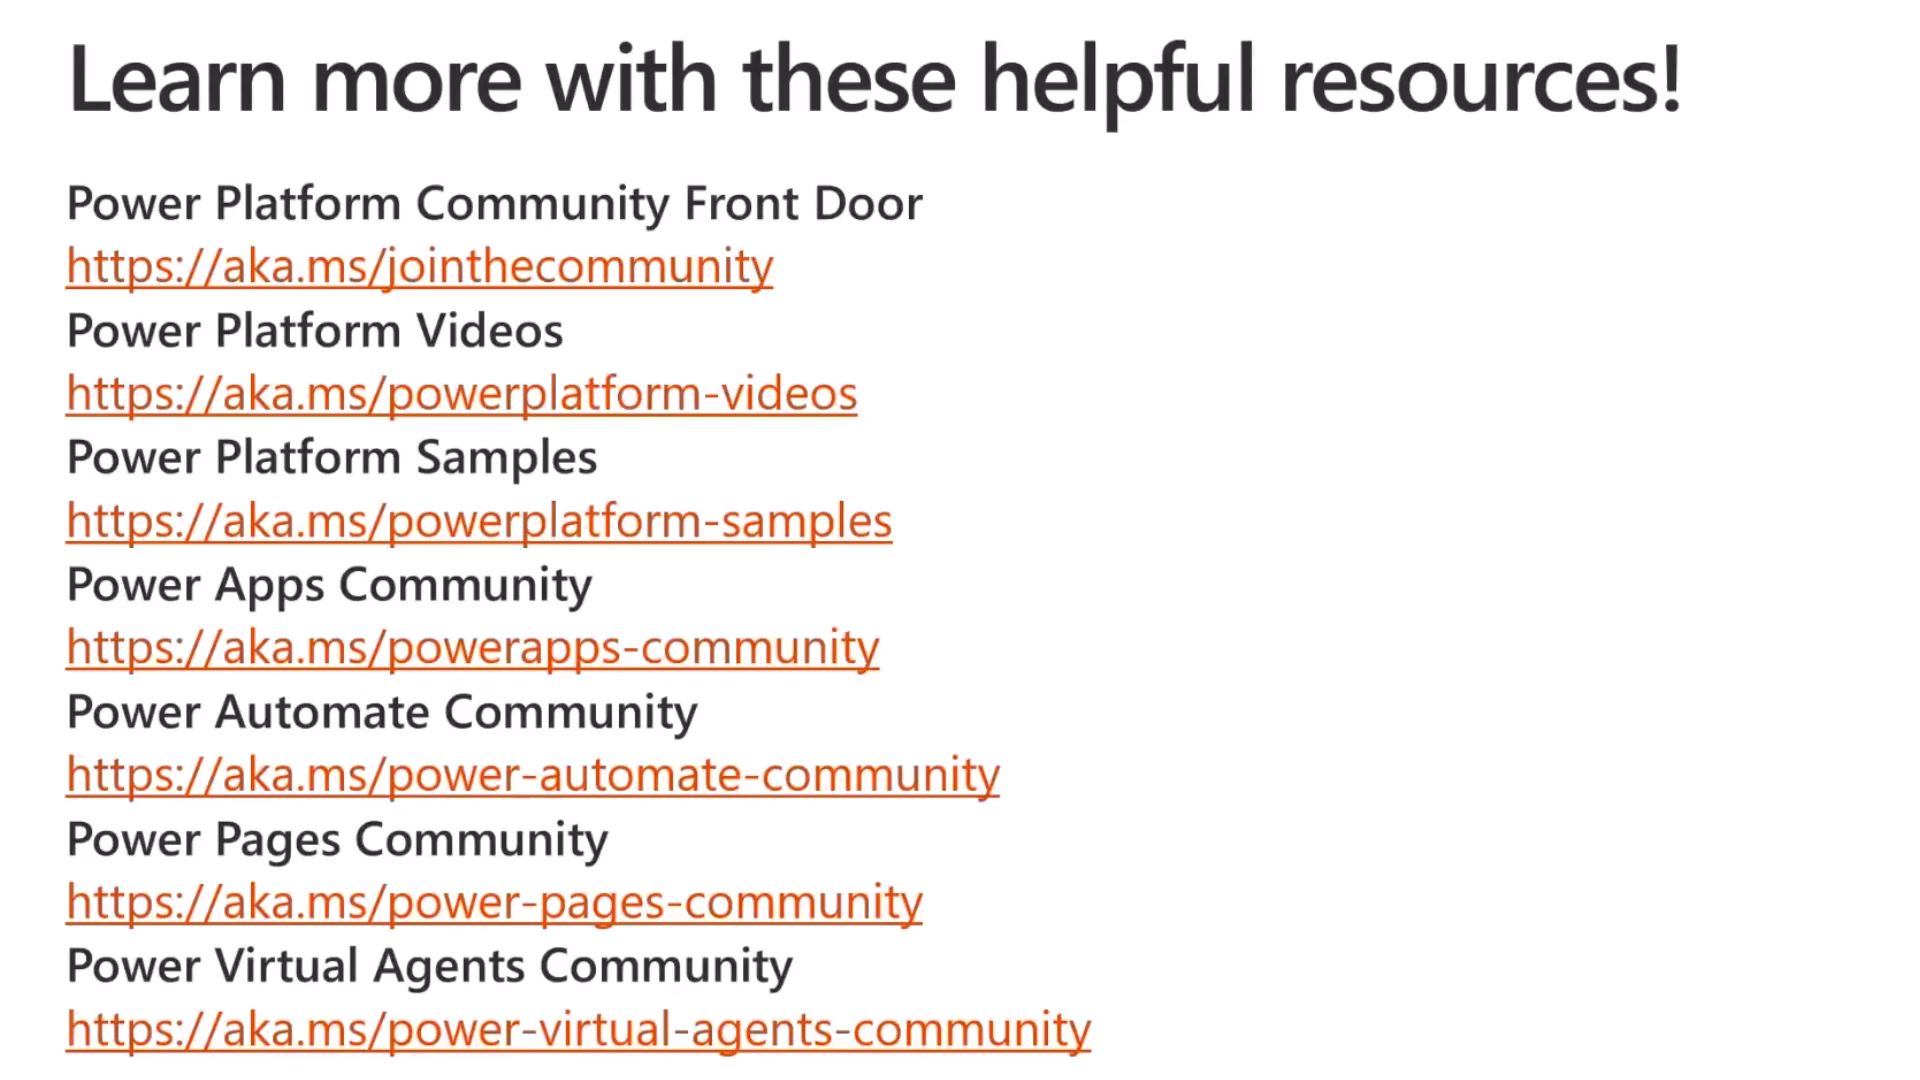 Learn more with these helpful resources!
Power Platform Community Front Door
https://aka.ms/jointhecommunity
Power Platform Videos
https://aka.ms/powerplatform-videos
Power Platform Samples
https://aka.ms/powerplatform-samples
Power Apps Community
https://aka.ms/powerapps-community
Power Automate Community
https://aka.ms/power-automate-community
Power Pages Community
https://aka.ms/power-pages-community
Power Virtual Agents Community
https://aka.ms/power-virtual-agents-community